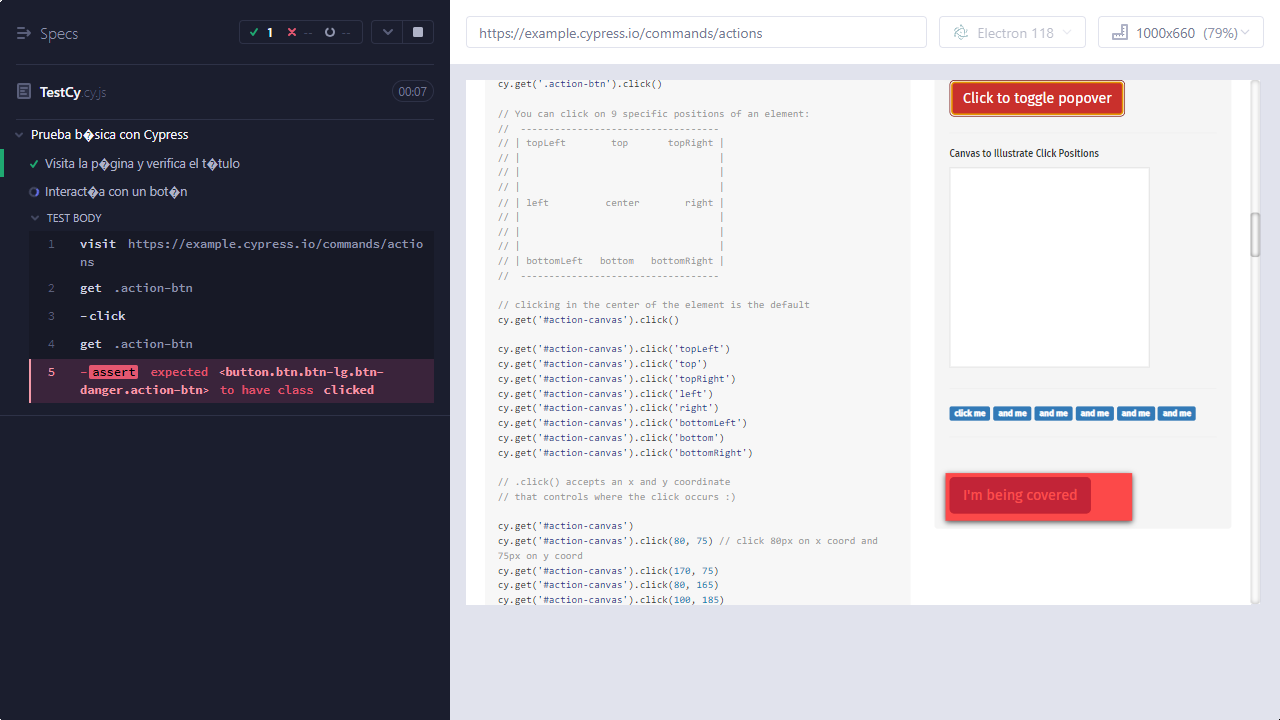 Specs
1
--
--
TestCy cy.js
00:07
Prueba b�sica con Cypress
Visita la p�gina y verifica el t�tulo
Interact�a con un bot�n
TEST BODY
1 visit https://example.cypress.io/commands/actio
ns
2 get .action-btn
3 -click
4 get .action-btn
5 -assert expected <button.btn.btn-lg.btn-
danger.action-btn> to have class clicked
https://example.cypress.io/commands/actions
Electron 118
1000x660 (79%)
cy.get('.action-btn').click()
// You can click on 9 specific positions of an element:
//  -----------------------------------
// | topLeft        top       topRight |
// |                                   |
// |                                   |
// |                                   |
// | left          center        right |
// |                                   |
// |                                   |
// |                                   |
// | bottomLeft   bottom   bottomRight |
//  -----------------------------------
// clicking in the center of the element is the default
cy.get('#action-canvas').click()
cy.get('#action-canvas').click('topLeft')
cy.get('#action-canvas').click('top')
cy.get('#action-canvas').click('topRight')
cy.get('#action-canvas').click('left')
cy.get('#action-canvas').click('right')
cy.get('#action-canvas').click('bottomLeft')
cy.get('#action-canvas').click('bottom')
cy.get('#action-canvas').click('bottomRight')
// .click() accepts an x and y coordinate
// that controls where the click occurs :)
cy.get('#action-canvas')
cy.get('#action-canvas').click(80, 75) // click 80px on x coord and
75px on y coord
cy.get('#action-canvas').click(170, 75)
cy.get('#action-canvas').click(80, 165)
cy.get('#action-canvas').click(100, 185)
Click to toggle popover
Canvas to Illustrate Click Positions
click me and me and me and me and me and me
I'm being covered